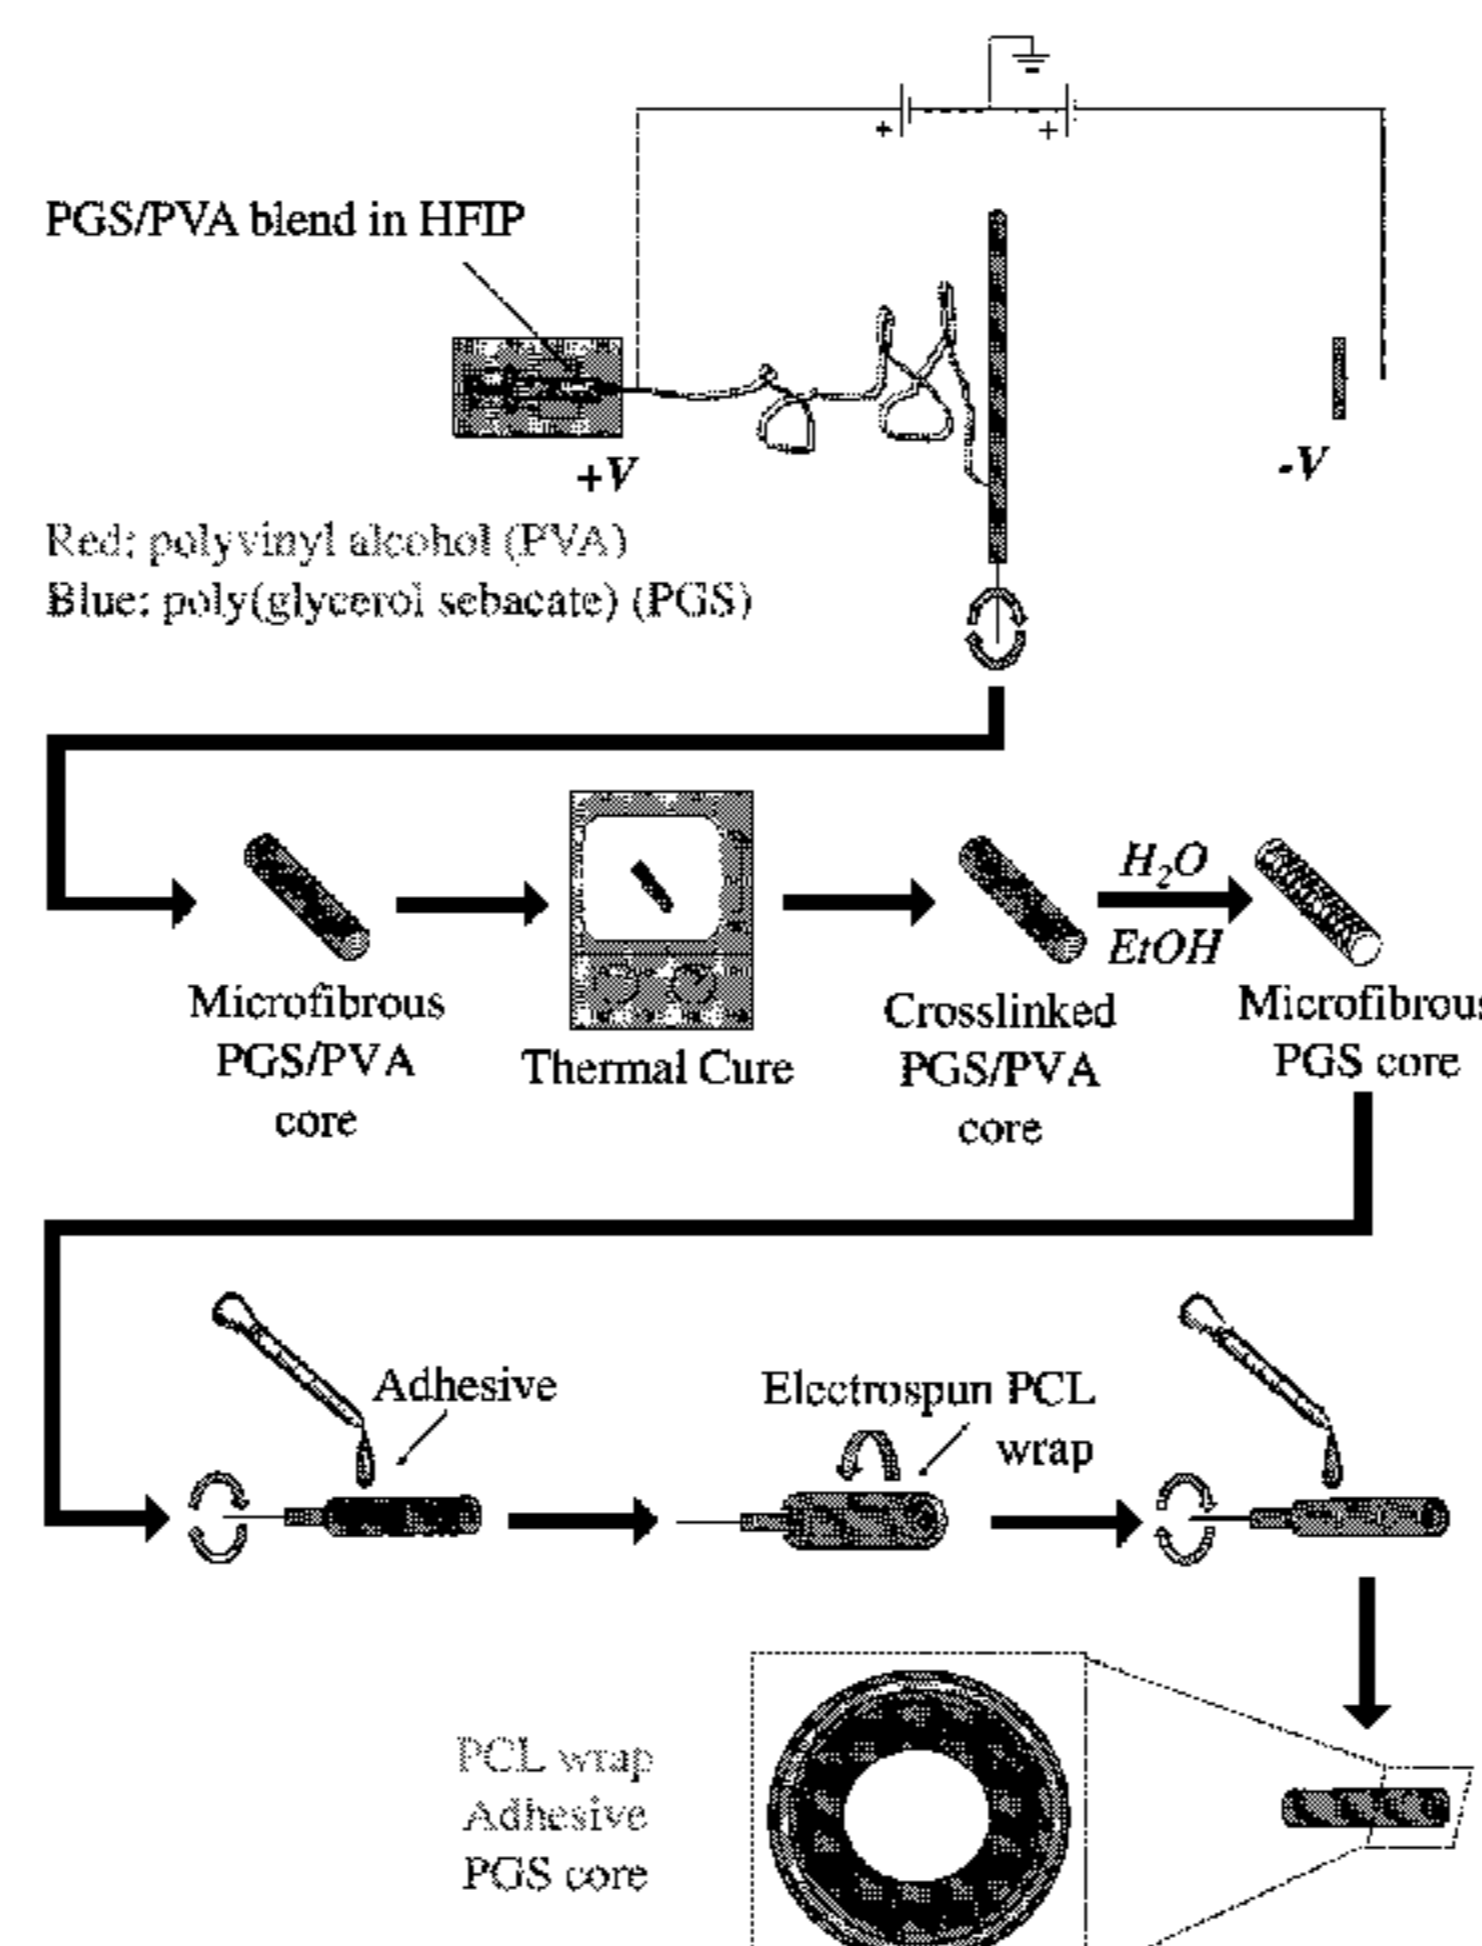 + +
PGS/PVA blend in HFIP
+V
-V
Red: polyvinyl alcohol (PVA)
Blue: poly(glycerol sebacate) (PGS)
H₂O
EtOH
Microfibrous
PGS/PVA
core
Thermal Cure
Crosslinked
PGS/PVA
core
Microfibrous
PGS core
Adhesive
Electrospun PCL
wrap
PCL wrap
Adhesive
PGS core